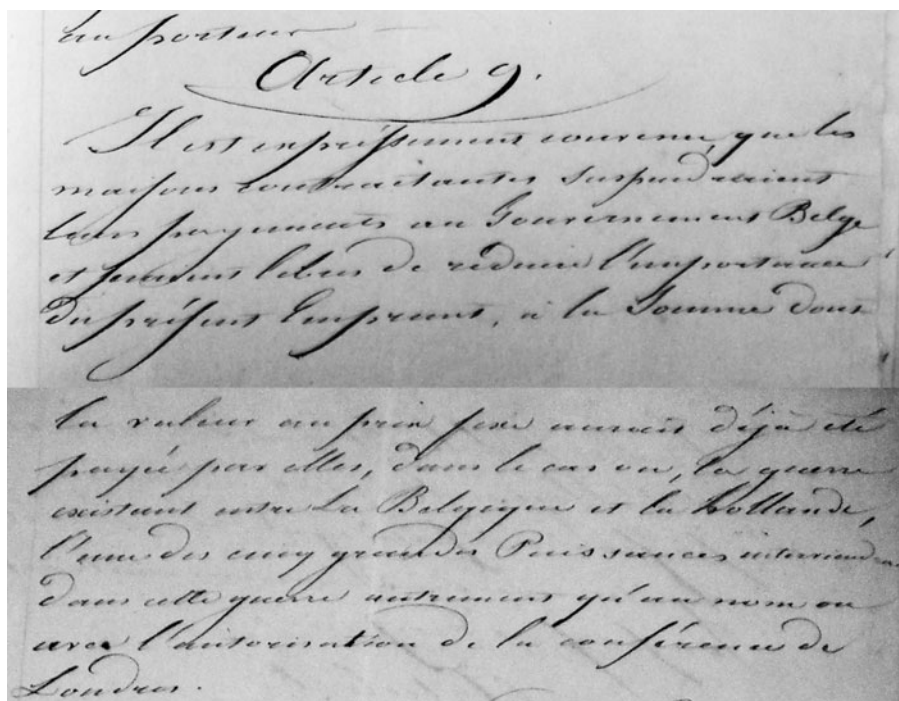 au porteur
Article 9.
Il est expressément convenu, que les
maisons contractantes suspendraient
leurs payements au Gouvernement Belge
et seraient libres de réduire l'importance
du présent Emprunt, à la Somme dont
la valeur au prix fixé aurait déjà été
payée par elles, dans le cas où, la guerre
existant entre La Belgique et la hollande,
l'une des cinq grandes Puissances interviendrait
dans cette guerre autrement qu'au nom ou
avec l'autorisation de la conférence de
Londres.